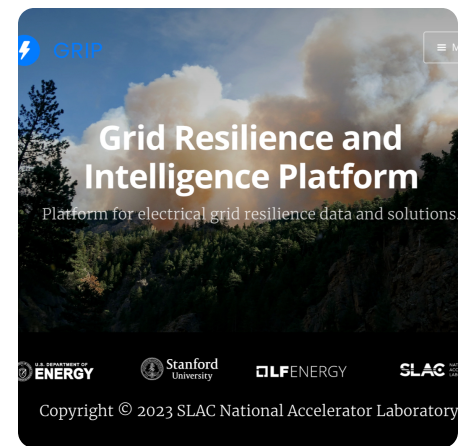 GRIP
M
Grid Resilience and
Intelligence Platform
Platform for electrical grid resilience data and solutions.
U.S. DEPARTMENT OF
ENERGY
Stanford
University
LFENERGY
SLAC
Copyright © 2023 SLAC National Accelerator Laboratory